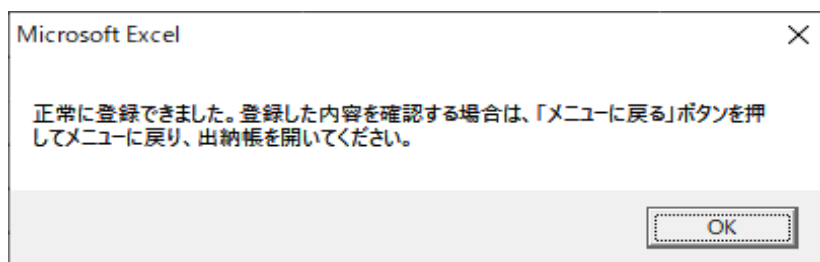 Microsoft Excel
正常に登録できました。登録した内容を確認する場合は、「メニューに戻る」ボタンを押
してメニューに戻り、出納帳を開いてください。
OK